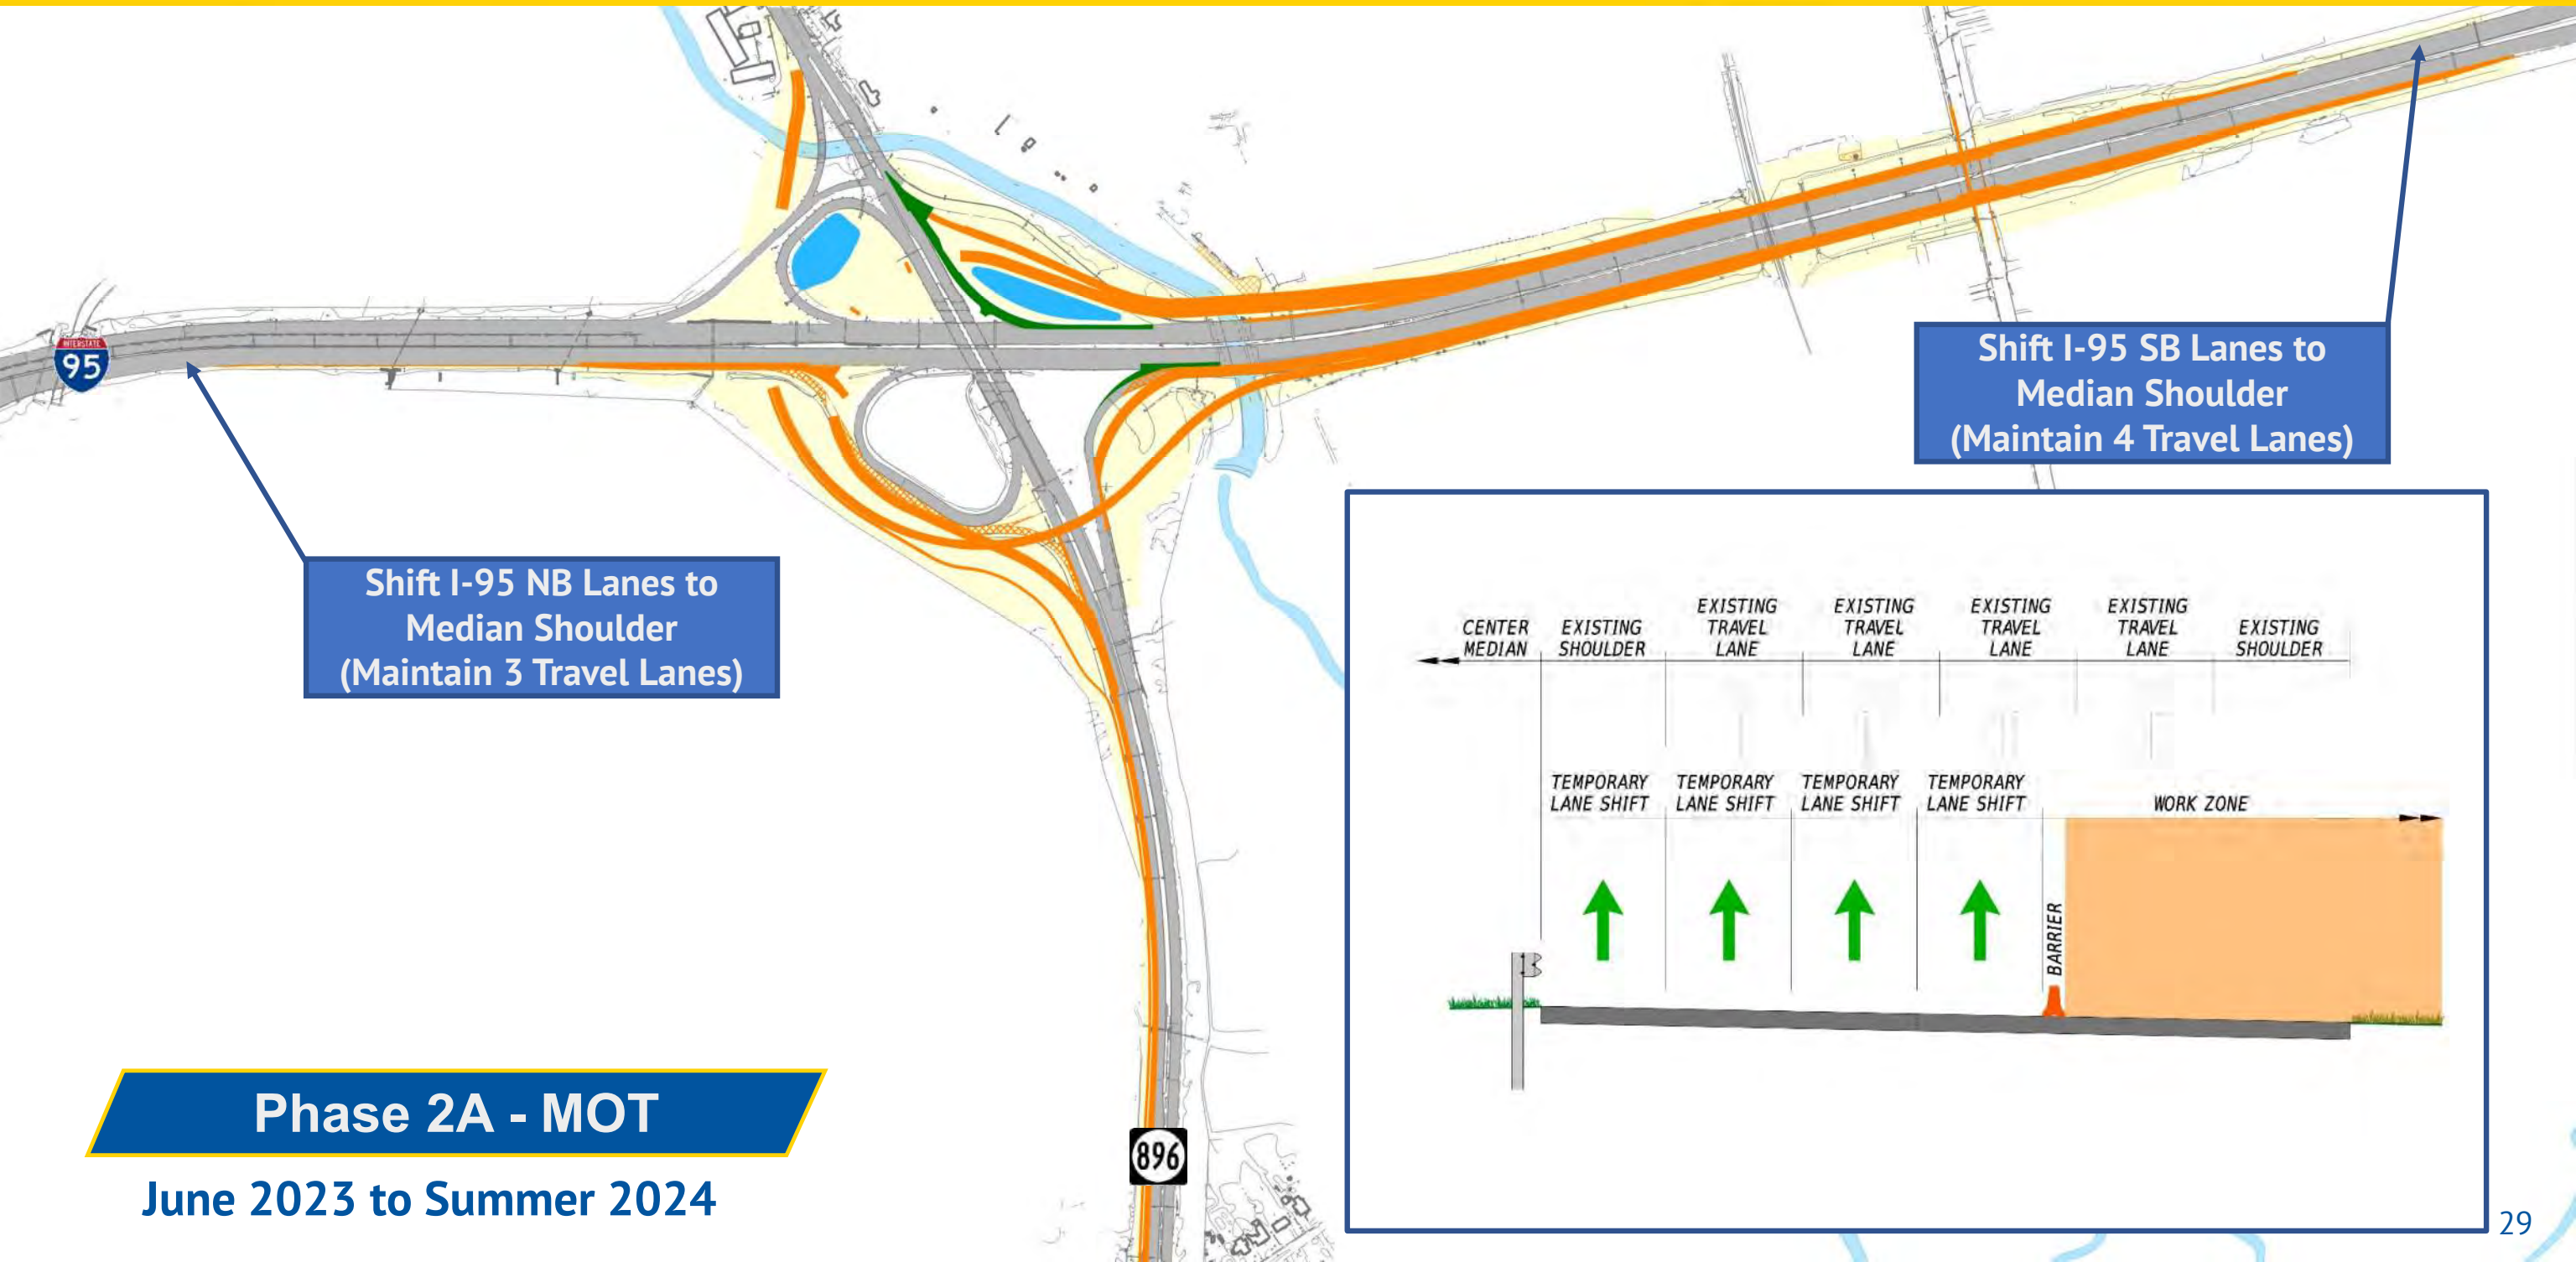 INTERSTATE
95
Shift I-95 SB Lanes to
Median Shoulder
(Maintain 4 Travel Lanes)
Shift I-95 NB Lanes to
Median Shoulder
(Maintain 3 Travel Lanes)
CENTER
MEDIAN
EXISTING
SHOULDER
EXISTING
TRAVEL
LANE
EXISTING
TRAVEL
LANE
EXISTING
TRAVEL
LANE
EXISTING
TRAVEL
LANE
EXISTING
SHOULDER
TEMPORARY
LANE SHIFT
TEMPORARY
LANE SHIFT
TEMPORARY
LANE SHIFT
TEMPORARY
LANE SHIFT
WORK ZONE
BARRIER
Phase 2A - MOT
June 2023 to Summer 2024
896
29